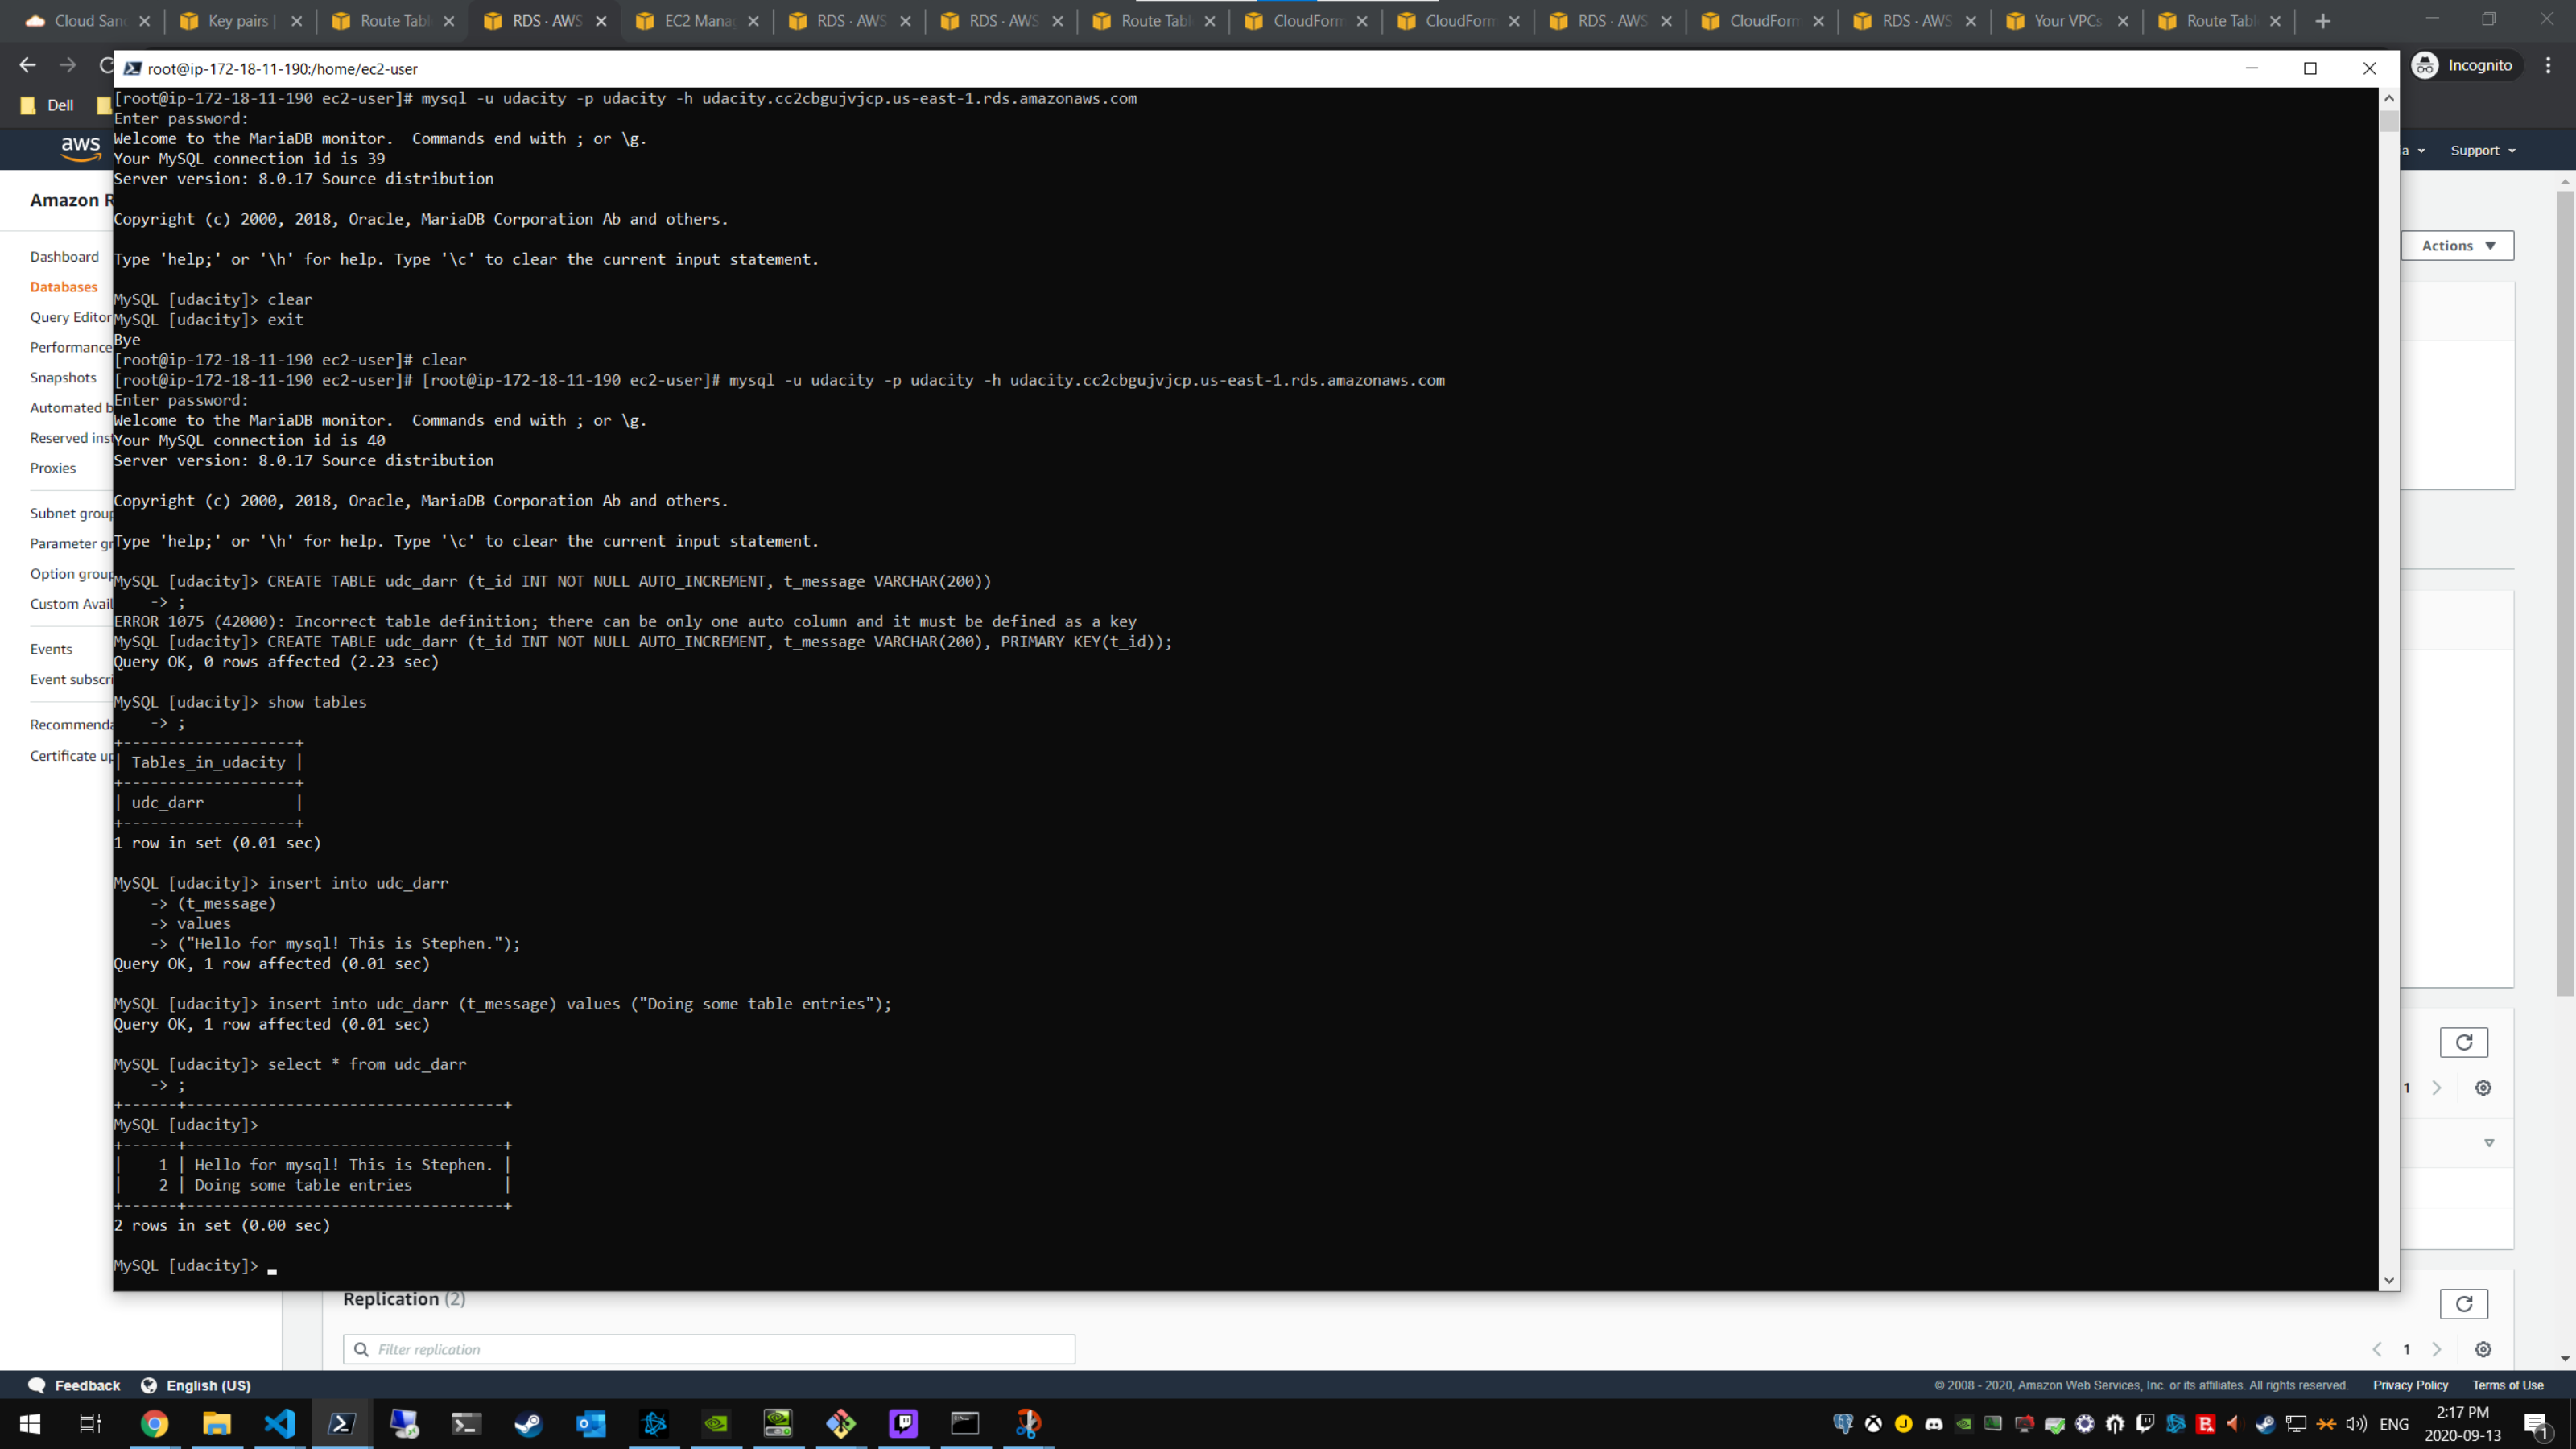 Cloud San
Key pairs |
Route Tabl
RDS · AWS
EC2 Mana
RDS · AWS
RDS · AWS
Route Tabl
CloudForm
CloudForm
RDS · AWS
CloudForm
RDS · AWS
Your VPCs
Route Tabl
root@ip-172-18-11-190:/home/ec2-user
Incognito
Dell
aws
Support
Actions
Amazon R
Dashboard
Databases
Query Editor
Performance
Snapshots
Automated b
Reserved inst
Proxies
Subnet group
Parameter gr
Option group
Custom Avail
Events
Event subscri
Recommenda
Certificate up
[root@ip-172-18-11-190 ec2-user]# mysql -u udacity -p udacity -h udacity.cc2cbgujvjcp.us-east-1.rds.amazonaws.com
Enter password:
Welcome to the MariaDB monitor.  Commands end with ; or \g.
Your MySQL connection id is 39
Server version: 8.0.17 Source distribution
Copyright (c) 2000, 2018, Oracle, MariaDB Corporation Ab and others.
Type 'help;' or '\h' for help. Type '\c' to clear the current input statement.
MySQL [udacity]> clear
MySQL [udacity]> exit
Bye
[root@ip-172-18-11-190 ec2-user]# clear
[root@ip-172-18-11-190 ec2-user]# [root@ip-172-18-11-190 ec2-user]# mysql -u udacity -p udacity -h udacity.cc2cbgujvjcp.us-east-1.rds.amazonaws.com
Enter password:
Welcome to the MariaDB monitor.  Commands end with ; or \g.
Your MySQL connection id is 40
Server version: 8.0.17 Source distribution
Copyright (c) 2000, 2018, Oracle, MariaDB Corporation Ab and others.
Type 'help;' or '\h' for help. Type '\c' to clear the current input statement.
MySQL [udacity]> CREATE TABLE udc_darr (t_id INT NOT NULL AUTO_INCREMENT, t_message VARCHAR(200))
    -> ;
ERROR 1075 (42000): Incorrect table definition; there can be only one auto column and it must be defined as a key
MySQL [udacity]> CREATE TABLE udc_darr (t_id INT NOT NULL AUTO_INCREMENT, t_message VARCHAR(200), PRIMARY KEY(t_id));
Query OK, 0 rows affected (2.23 sec)
MySQL [udacity]> show tables
    -> ;
+-------------------+
| Tables_in_udacity |
+-------------------+
| udc_darr          |
+-------------------+
1 row in set (0.01 sec)
MySQL [udacity]> insert into udc_darr
    -> (t_message)
    -> values
    -> ("Hello for mysql! This is Stephen.");
Query OK, 1 row affected (0.01 sec)
MySQL [udacity]> insert into udc_darr (t_message) values ("Doing some table entries");
Query OK, 1 row affected (0.01 sec)
MySQL [udacity]> select * from udc_darr
    -> ;
+------+-----------------------------------+
MySQL [udacity]>
+------+-----------------------------------+
|    1 | Hello for mysql! This is Stephen. |
|    2 | Doing some table entries          |
+------+-----------------------------------+
2 rows in set (0.00 sec)
MySQL [udacity]>
1
Replication (2)
Filter replication
1
Feedback
English (US)
© 2008 - 2020, Amazon Web Services, Inc. or its affiliates. All rights reserved.
Privacy Policy
Terms of Use
ENG
2:17 PM
2020-09-13
1